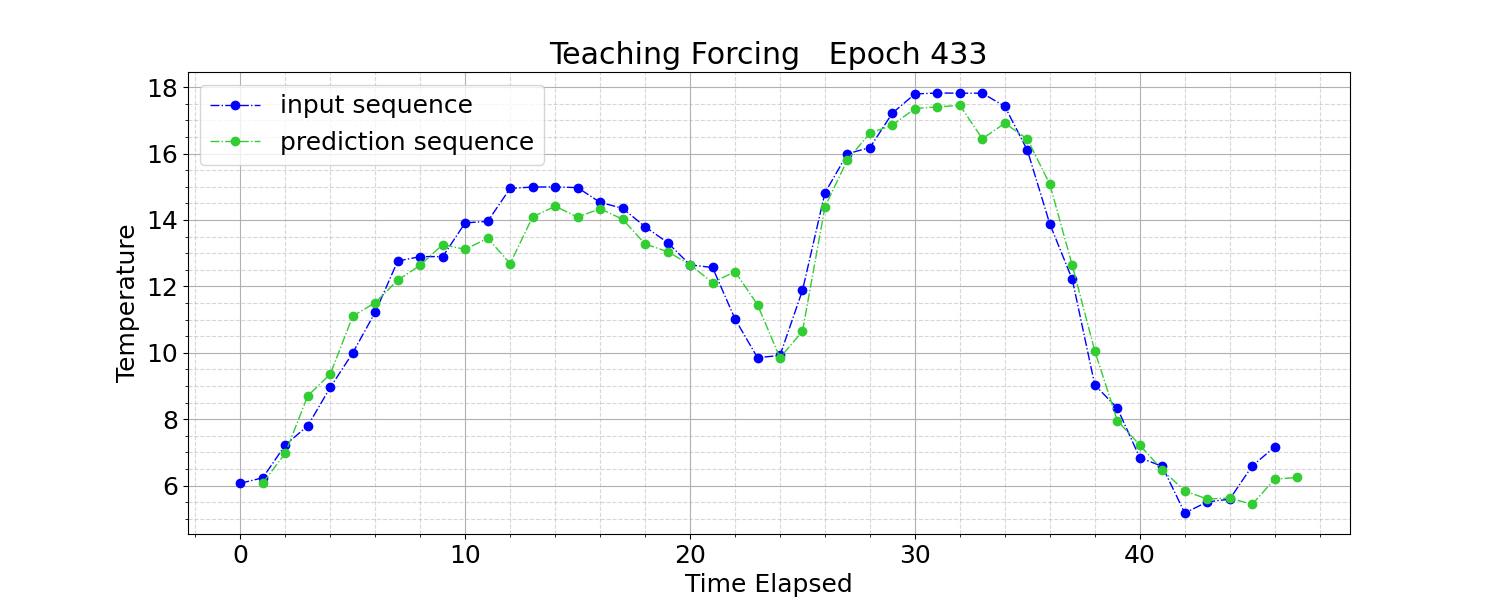 Teaching Forcing   Epoch 433
input sequence
prediction sequence
18
16
14
12
10
8
6
Temperature
0 10 20 30 40
Time Elapsed